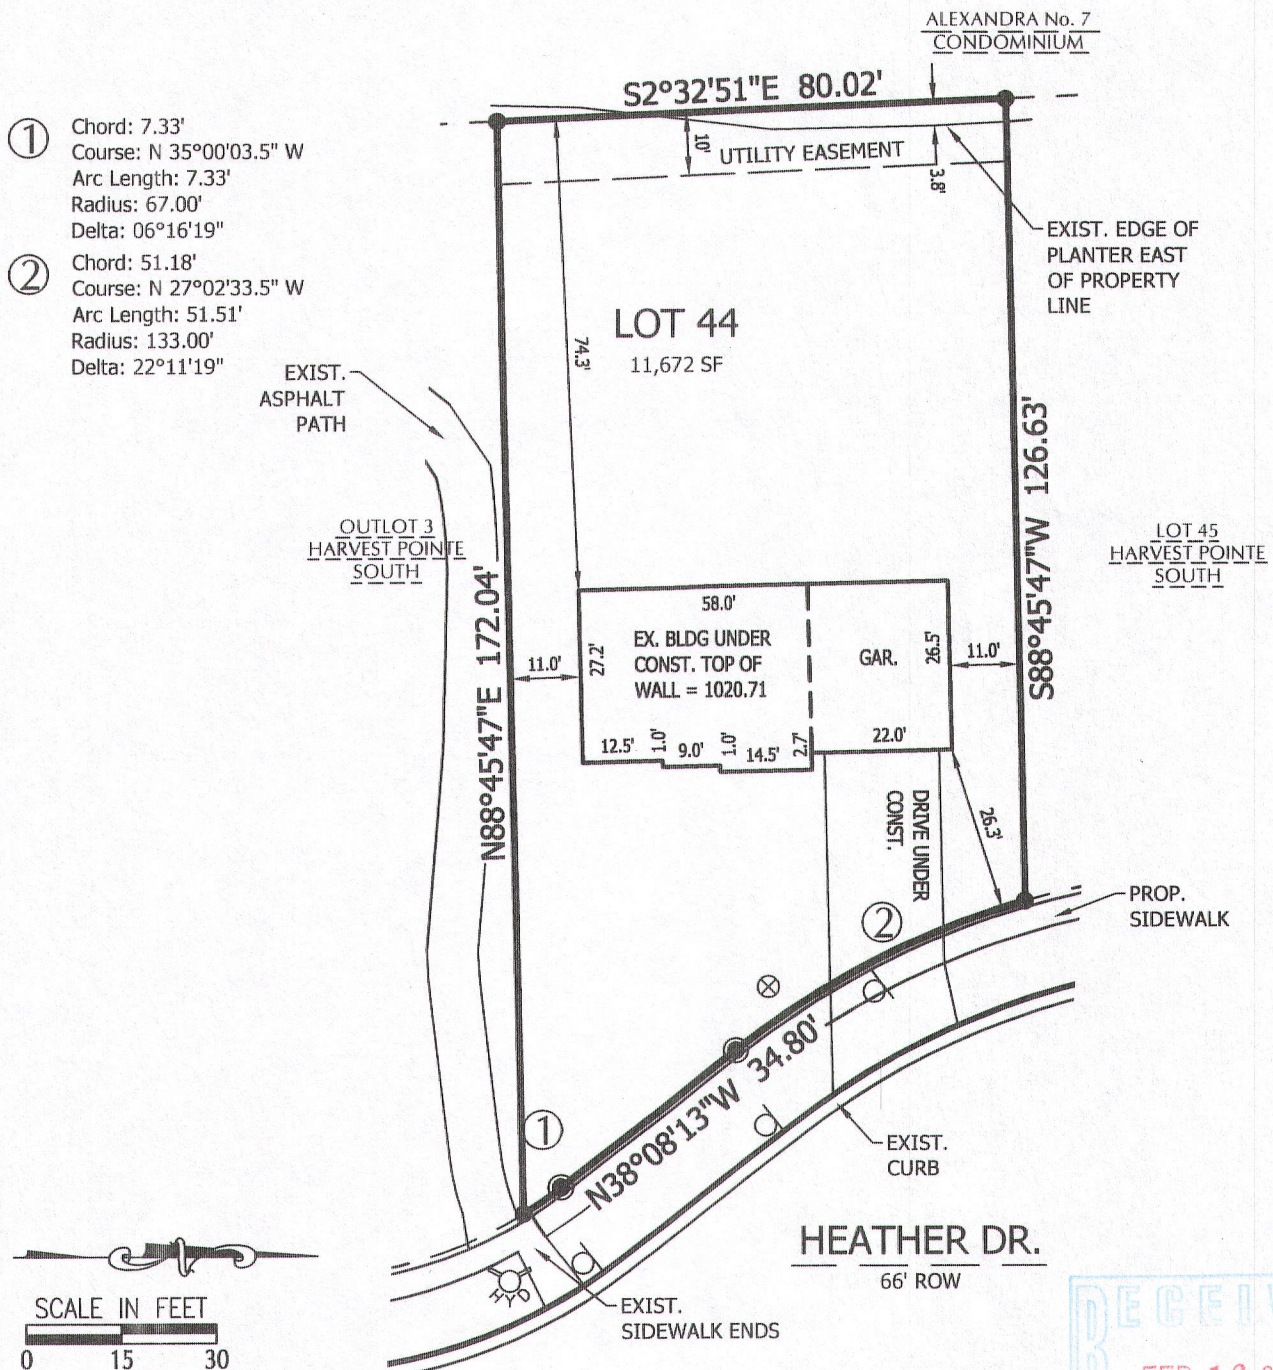 ALEXANDRA No. 7
CONDOMINIUM
S2°32'51"E 80.02'
1
Chord: 7.33'
Course: N 35°00'03.5" W
Arc Length: 7.33'
Radius: 67.00'
Delta: 06°16'19"
2
Chord: 51.18'
Course: N 27°02'33.5" W
Arc Length: 51.51'
Radius: 133.00'
Delta: 22°11'19"
10'
UTILITY EASEMENT
3.8'
EXIST. EDGE OF
PLANTER EAST
OF PROPERTY
LINE
LOT 44
11,672 SF
74.3'
EXIST.
ASPHALT
PATH
S88°45'47"W 126.63'
OUTLOT 3
HARVEST POINTE
SOUTH
LOT 45
HARVEST POINTE
SOUTH
N88°45'47"E 172.04'
58.0'
11.0'
27.2'
EX. BLDG UNDER
CONST. TOP OF
WALL = 1020.71
GAR.
26.5'
11.0'
12.5'
1.0'
9.0'
1.0'
14.5'
2.7'
22.0'
DRIVE UNDER
CONST.
26.3'
PROP.
SIDEWALK
2
N38°08'13"W 34.80'
1
EXIST.
CURB
HEATHER DR.
66' ROW
HYD
EXIST.
SIDEWALK ENDS
SCALE IN FEET
0 15 30